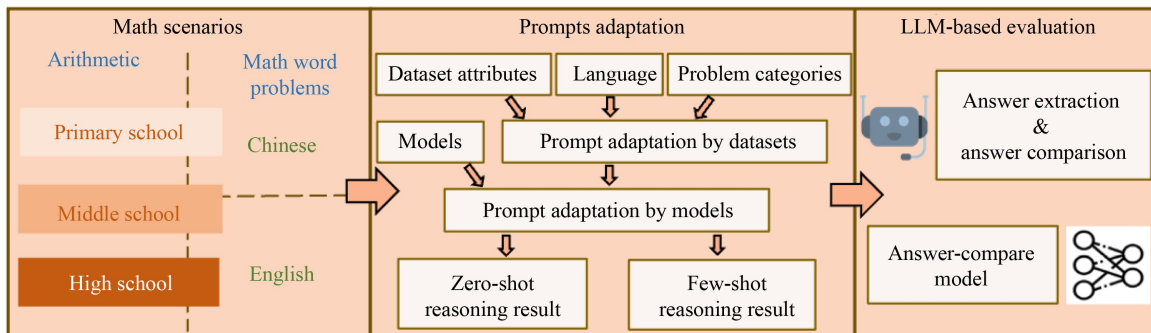 Math scenarios
Arithmetic
Math word
problems
Primary school
Chinese
Middle school
High school
English
Prompts adaptation
Dataset attributes
Language
Problem categories
Models
Prompt adaptation by datasets
Prompt adaptation by models
Zero-shot
reasoning result
Few-shot
reasoning result
LLM-based evaluation
Answer extraction
&
answer comparison
Answer-compare
model